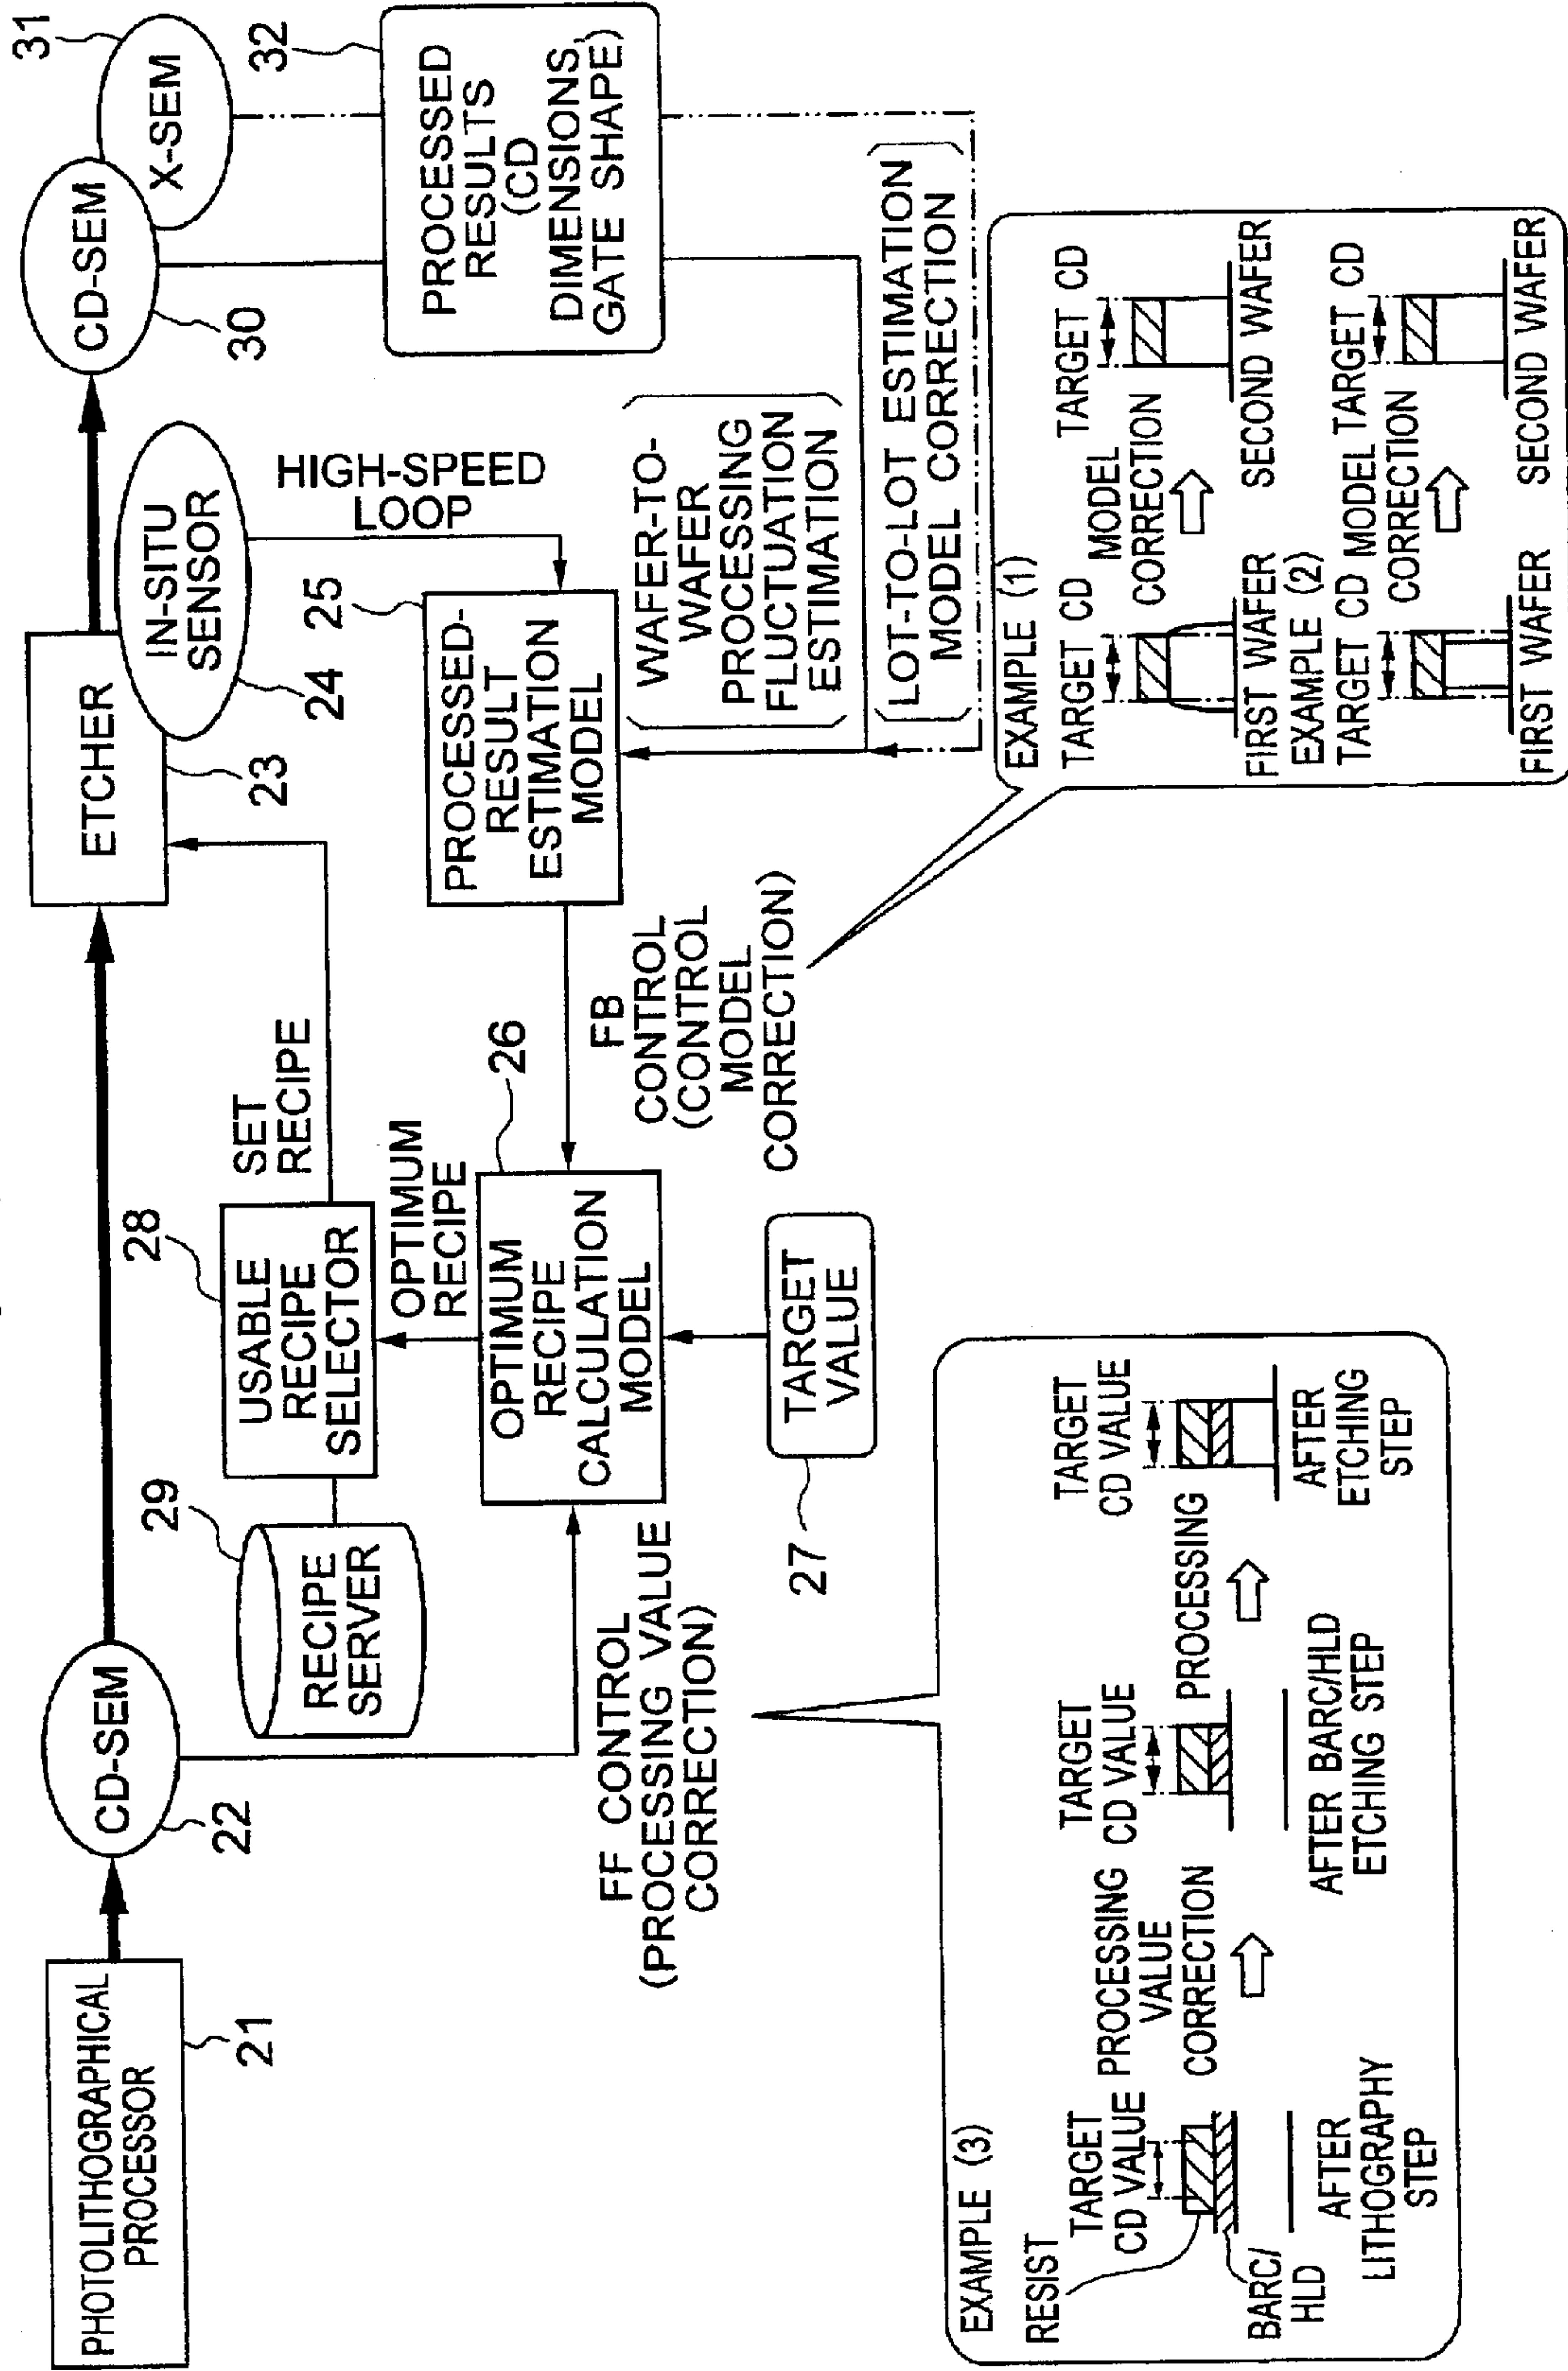 PHOTOLITHOGRAPHICAL
PROCESSOR
21
CD-SEM
22
ETCHER
23
IN-SITU
SENSOR
24
CD-SEM
30
X-SEM
31
RECIPE
SERVER
29
USABLE
RECIPE
SELECTOR
28
SET
RECIPE
OPTIMUM
RECIPE
OPTIMUM
RECIPE
CALCULATION
MODEL
26
TARGET
VALUE
27
HIGH-SPEED
LOOP
PROCESSED-
RESULT
ESTIMATION
MODEL
25
PROCESSED
RESULTS
(CD
DIMENSIONS,
GATE SHAPE)
32
WAFER-TO-
WAFER
PROCESSING
FLUCTUATION
ESTIMATION
LOT-TO-LOT ESTIMATION
MODEL CORRECTION
FF CONTROL
(PROCESSING VALUE
CORRECTION)
FB
CONTROL
(CONTROL
MODEL
CORRECTION)
EXAMPLE (3)
RESIST
TARGET
CD VALUE
BARC/
HLD
AFTER
LITHOGRAPHY
STEP
PROCESSING
VALUE
CORRECTION
TARGET
CD VALUE
AFTER BARC/HLD
ETCHING STEP
PROCESSING
TARGET
CD VALUE
AFTER
ETCHING
STEP
EXAMPLE (1)
TARGET CD
MODEL
CORRECTION
TARGET CD
FIRST WAFER
SECOND WAFER
EXAMPLE (2)
TARGET CD
MODEL
CORRECTION
TARGET CD
FIRST WAFER
SECOND WAFER